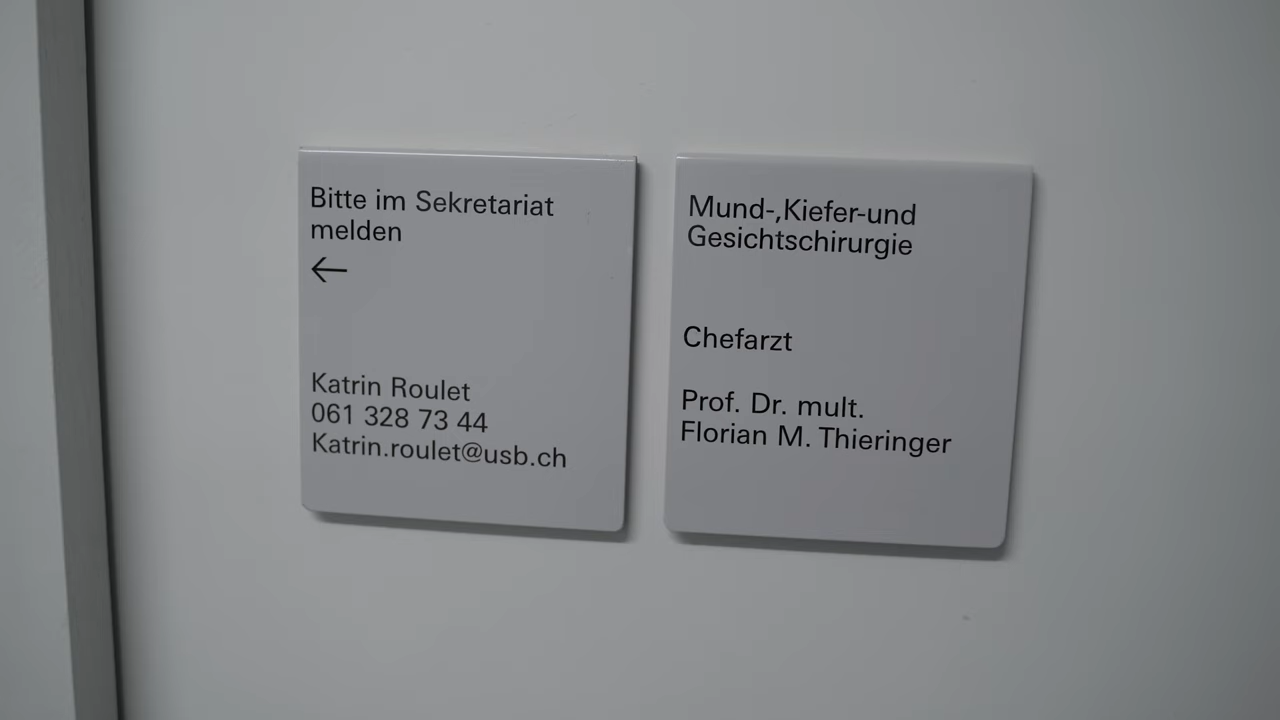 Bitte im Sekretariat
melden
←
Katrin Roulet
061 328 73 44
Katrin.roulet@usb.ch
Mund-,Kiefer-und
Gesichtschirurgie
Chefarzt
Prof. Dr. mult.
Florian M. Thieringer